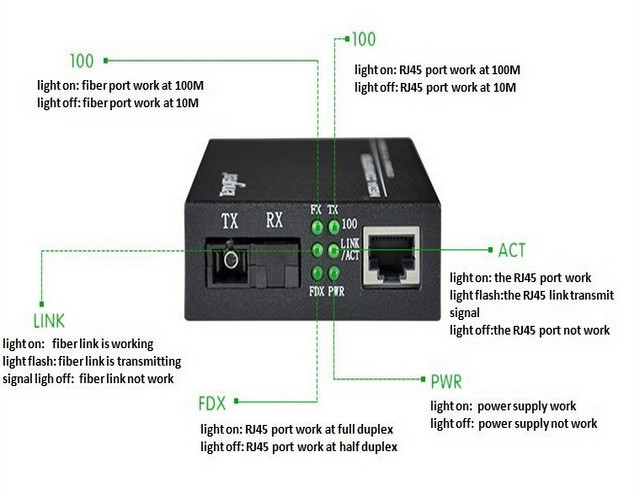 100
light on: fiber port work at 100M
light off: fiber port work at 10M
100
light on: RJ45 port work at 100M
light off: RJ45 port work at 10M
FX TX
TX RX
100
LINK
/ACT
FDX PWR
LINK
light on: fiber link is working
light flash: fiber link is transmitting
signal ligh off: fiber link not work
ACT
light on: the RJ45 port work
light flash:the RJ45 link transmit
signal
light off:the RJ45 port not work
FDX
light on: RJ45 port work at full duplex
light off: RJ45 port work at half duplex
PWR
light on: power supply work
light off: power supply not work